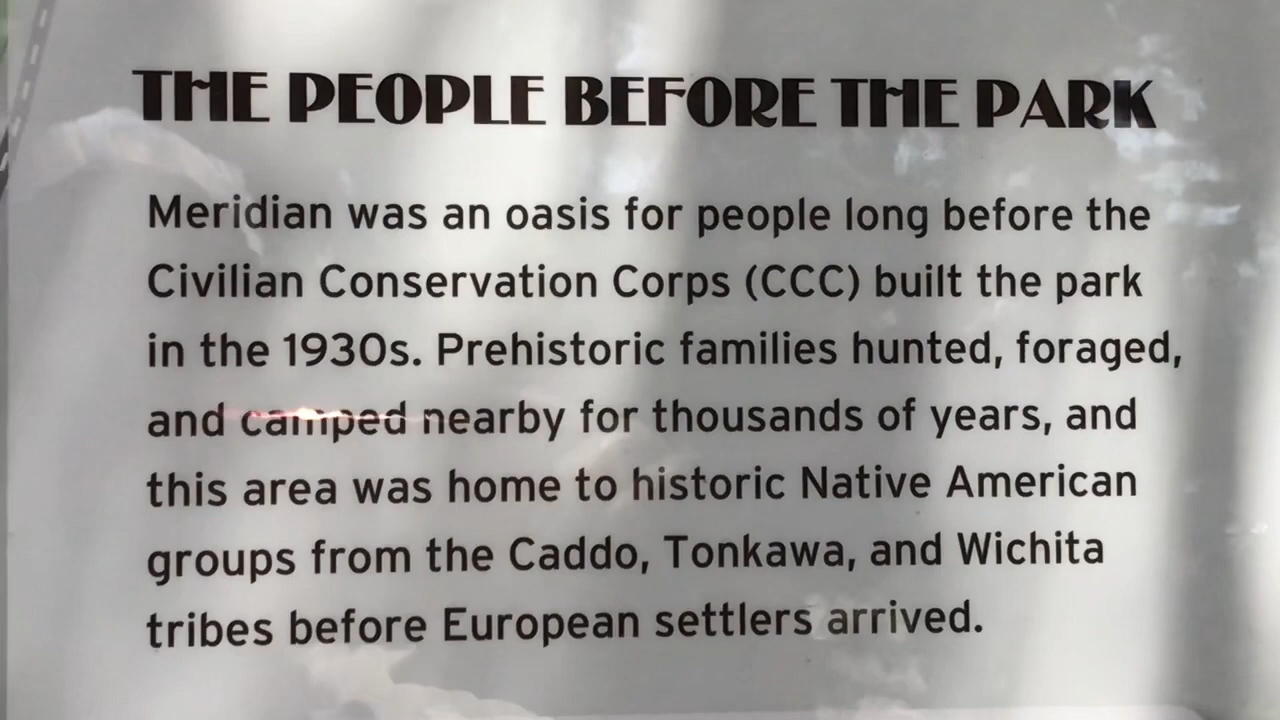 THE PEOPLE BEFORE THE PARK
Meridian was an oasis for people long before the
Civilian Conservation Corps (CCC) built the park
in the 1930s. Prehistoric families hunted, foraged,
and camped nearby for thousands of years, and
this area was home to historic Native American
groups from the Caddo, Tonkawa, and Wichita
tribes before European settlers arrived.